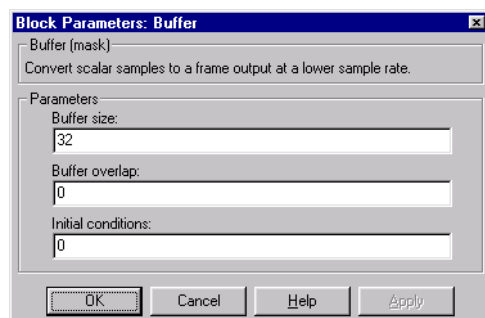 Block Parameters: Buffer
Buffer (mask)
Convert scalar samples to a frame output at a lower sample rate.
Parameters
Buffer size:
32
Buffer overlap:
0
Initial conditions:
0
OK Cancel Help Apply